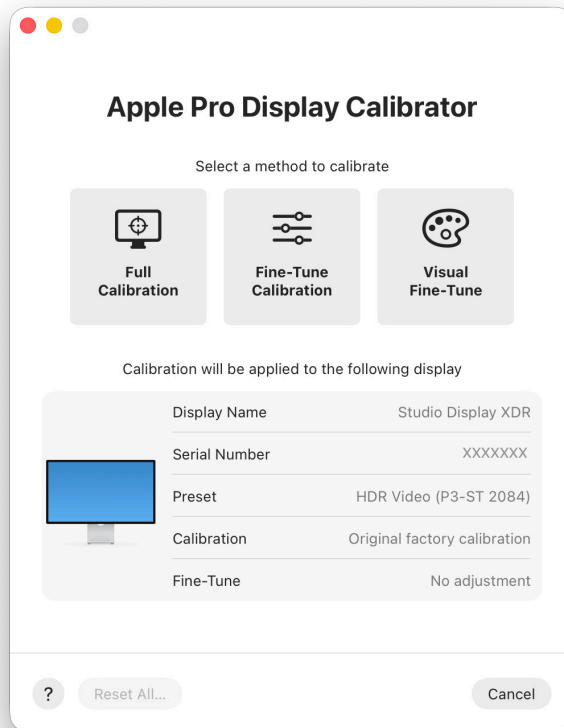 Apple Pro Display Calibrator
Select a method to calibrate
Full
Calibration
Fine-Tune
Calibration
Visual
Fine-Tune
Calibration will be applied to the following display
Display Name Studio Display XDR
Serial Number XXXXXXX
Preset HDR Video (P3-ST 2084)
Calibration Original factory calibration
Fine-Tune No adjustment
? Reset All... Cancel